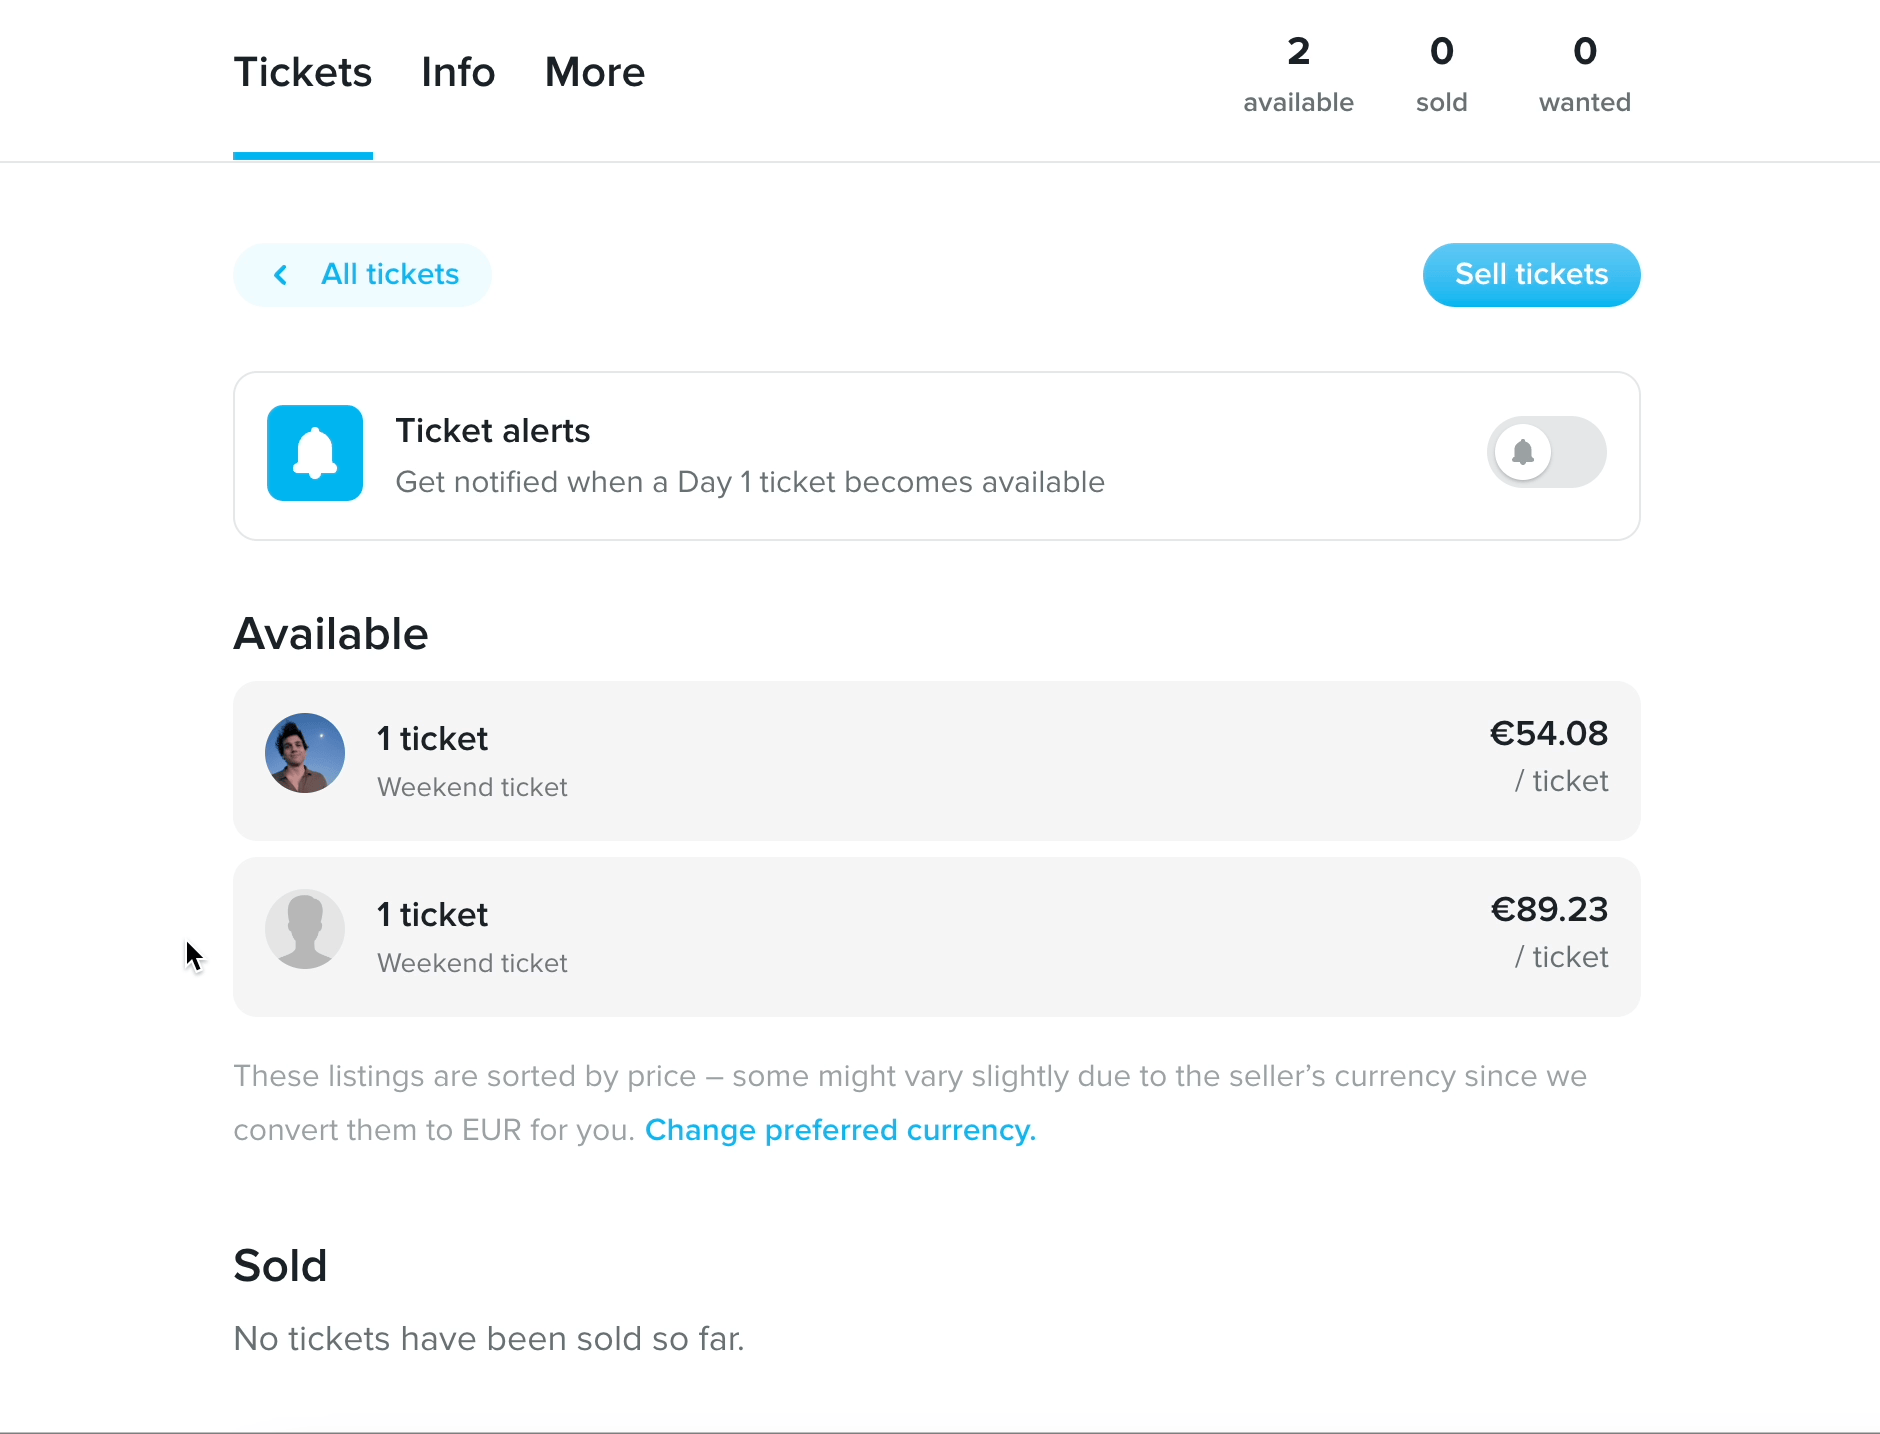 Tickets Info More
2 0 0
available sold wanted
All tickets
Sell tickets
Ticket alerts
Get notified when a Day 1 ticket becomes available
Available
1 ticket
Weekend ticket
€54.08
/ ticket
1 ticket
Weekend ticket
€89.23
/ ticket
These listings are sorted by price – some might vary slightly due to the seller’s currency since we
convert them to EUR for you. Change preferred currency.
Sold
No tickets have been sold so far.